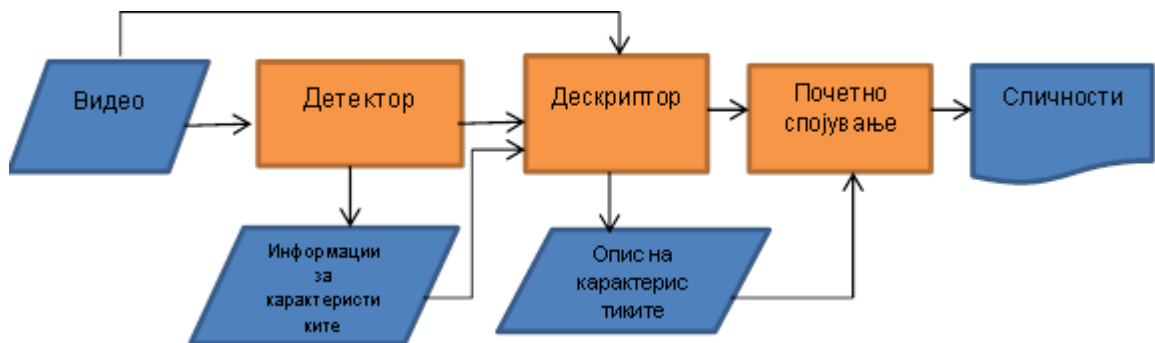 Видео
Детектор
Дескриптор
Почетно
спојување
Сличности
Информации
за
карактеристи
ките
Опис на
карактерис
тиките